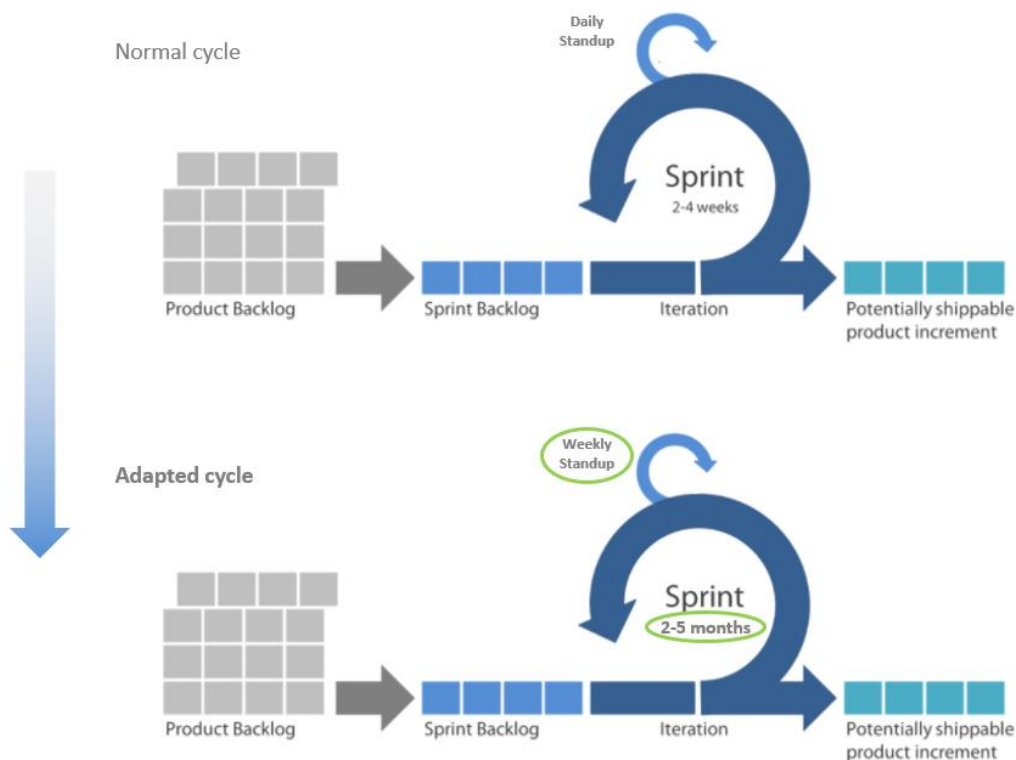 Normal cycle
Daily
Standup
Sprint
2-4 weeks
Product Backlog
Sprint Backlog
Iteration
Potentially shippable
product increment
Adapted cycle
Weekly
Standup
Sprint
2-5 months
Product Backlog
Sprint Backlog
Iteration
Potentially shippable
product increment